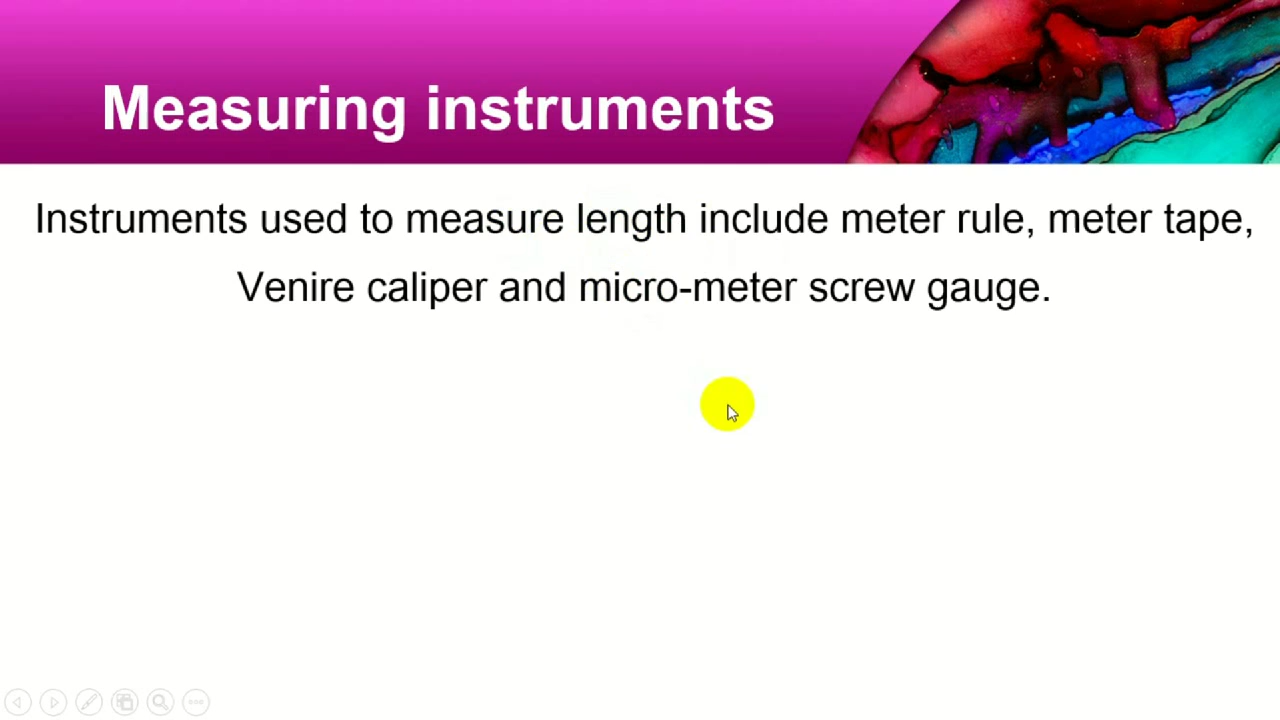 Measuring instruments
Instruments used to measure length include meter rule, meter tape,
Venire caliper and micro-meter screw gauge.